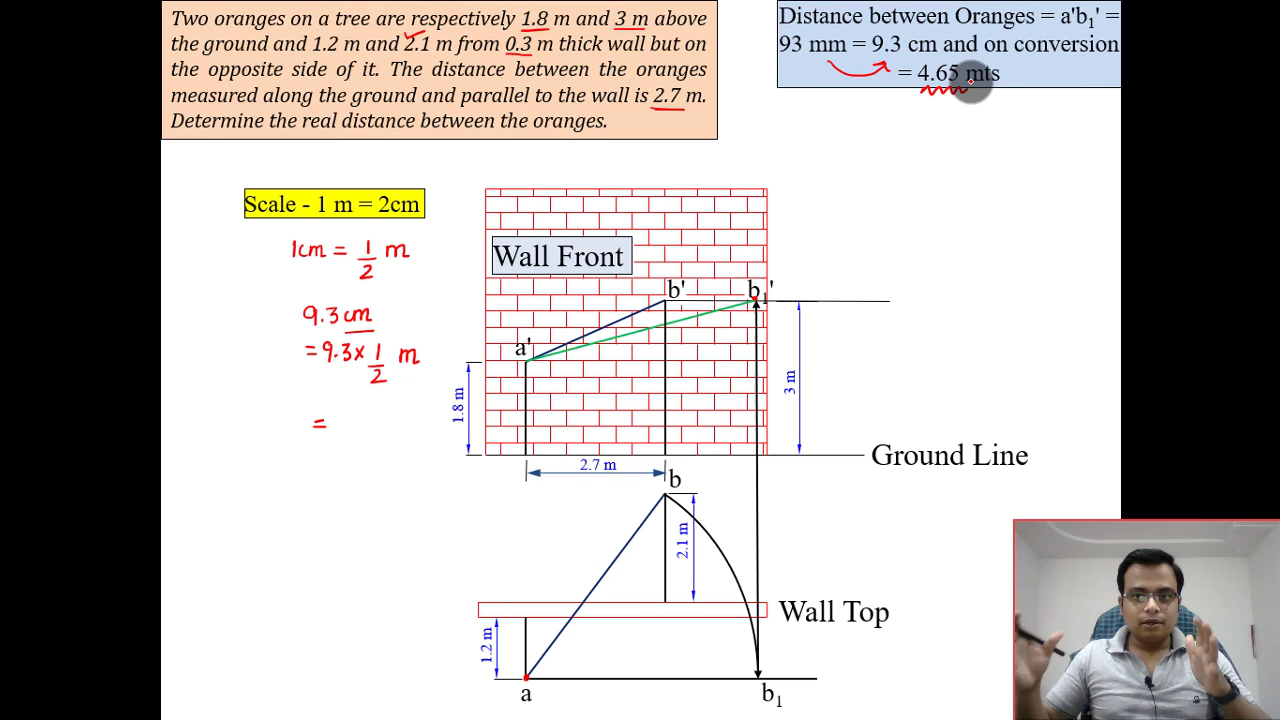 Two oranges on a tree are respectively 1.8 m and 3 m above
the ground and 1.2 m and 2.1 m from 0.3 m thick wall but on
the opposite side of it. The distance between the oranges
measured along the ground and parallel to the wall is 2.7 m.
Determine the real distance between the oranges.
Distance between Oranges = a'b₁' =
93 mm = 9.3 cm and on conversion
= 4.65 mts
Scale - 1 m = 2cm
1cm = 1/2 m
9.3cm
= 9.3 x 1/2 m
=
Wall Front
b'
b₁'
a'
1.8 m
3 m
Ground Line
2.7 m
b
2.1 m
Wall Top
1.2 m
a
b₁